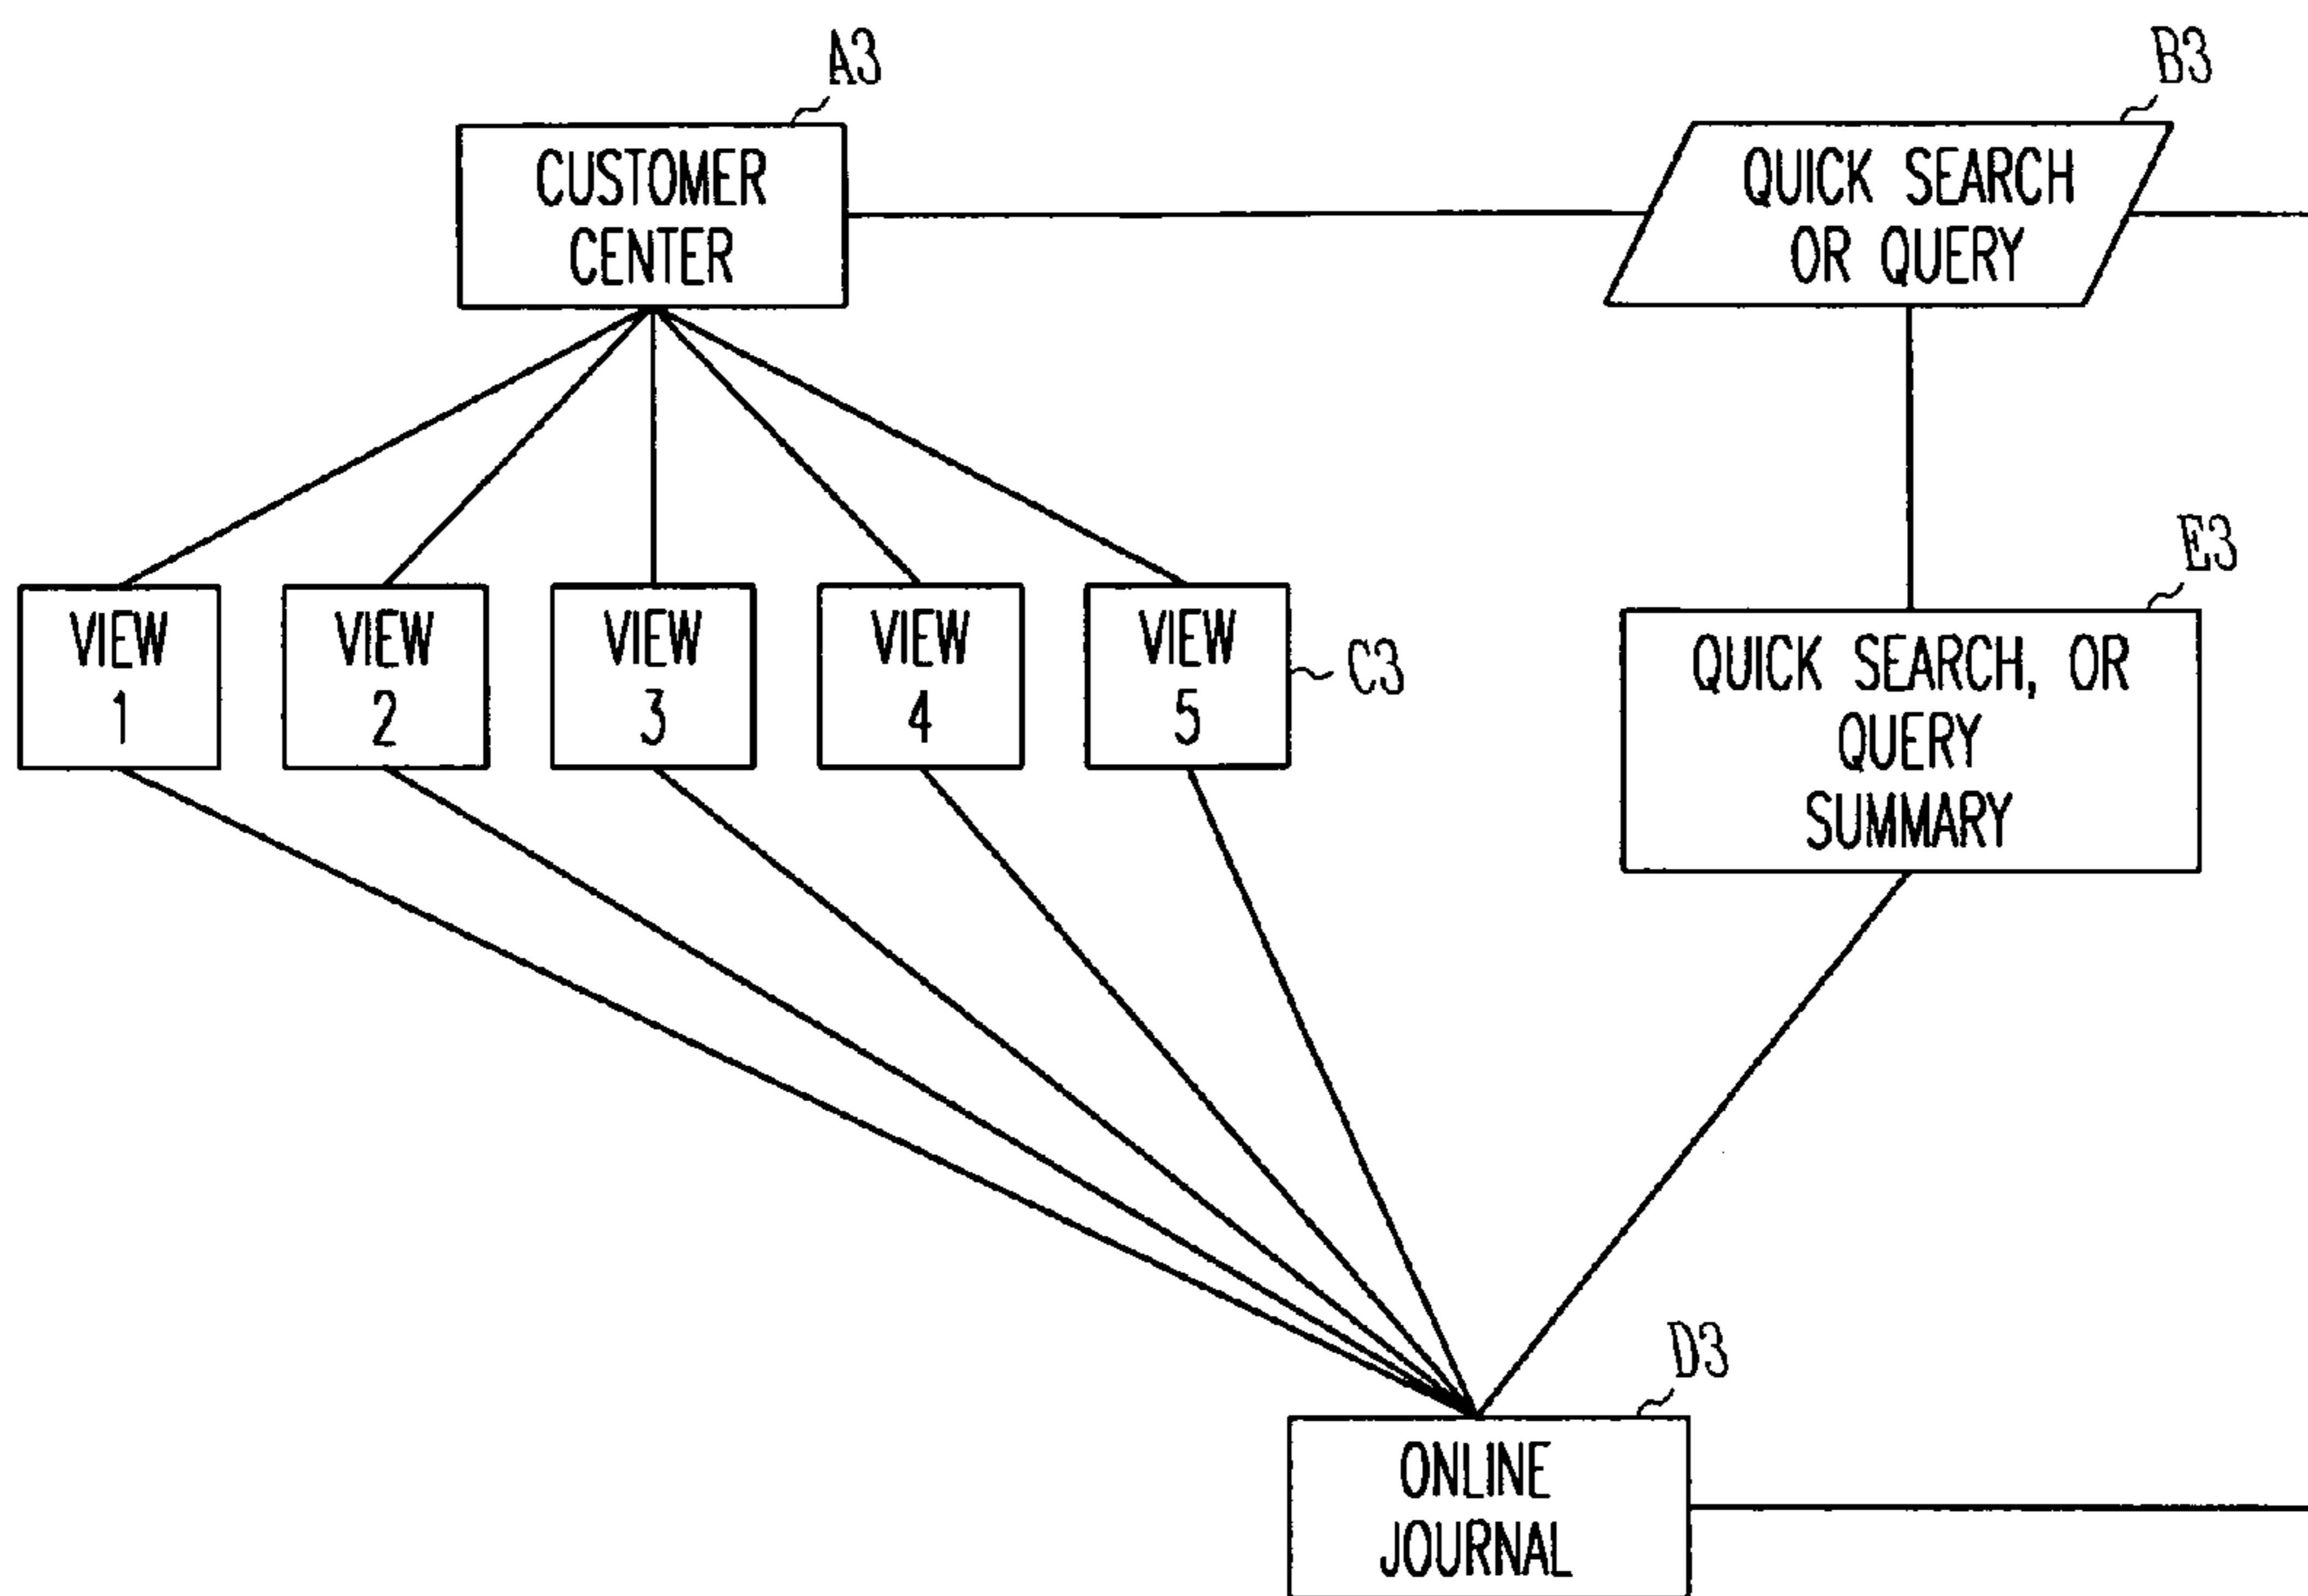 A3
B3
CUSTOMER
CENTER
QUICK SEARCH
OR QUERY
VIEW
1
VIEW
2
VIEW
3
VIEW
4
VIEW
5
C3
E3
QUICK SEARCH, OR
QUERY
SUMMARY
D3
ONLINE
JOURNAL